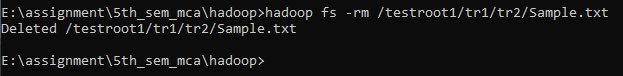 E:\assignment\5th_sem_mca\hadoop>hadoop fs -rm /testroot1/tr1/tr2/Sample.txt
Deleted /testroot1/tr1/tr2/Sample.txt
E:\assignment\5th_sem_mca\hadoop>